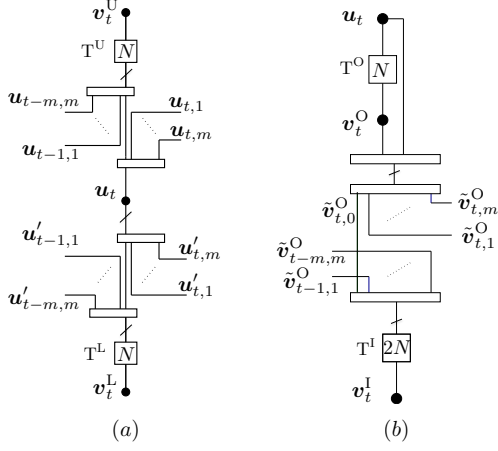 v_t^U
T^U N
u_{t-m,m}
u_{t-1,1}
u_{t,1}
u_{t,m}
u_t
u'_{t-1,1}
u'_{t-m,m}
u'_{t,m}
u'_{t,1}
T^L N
v_t^L
(a)
u_t
T^O N
v_t^O
ṽ_{t,0}^O
ṽ_{t,m}^O
ṽ_{t,1}^O
ṽ_{t-m,m}^O
ṽ_{t-1,1}^O
T^I 2N
v_t^I
(b)